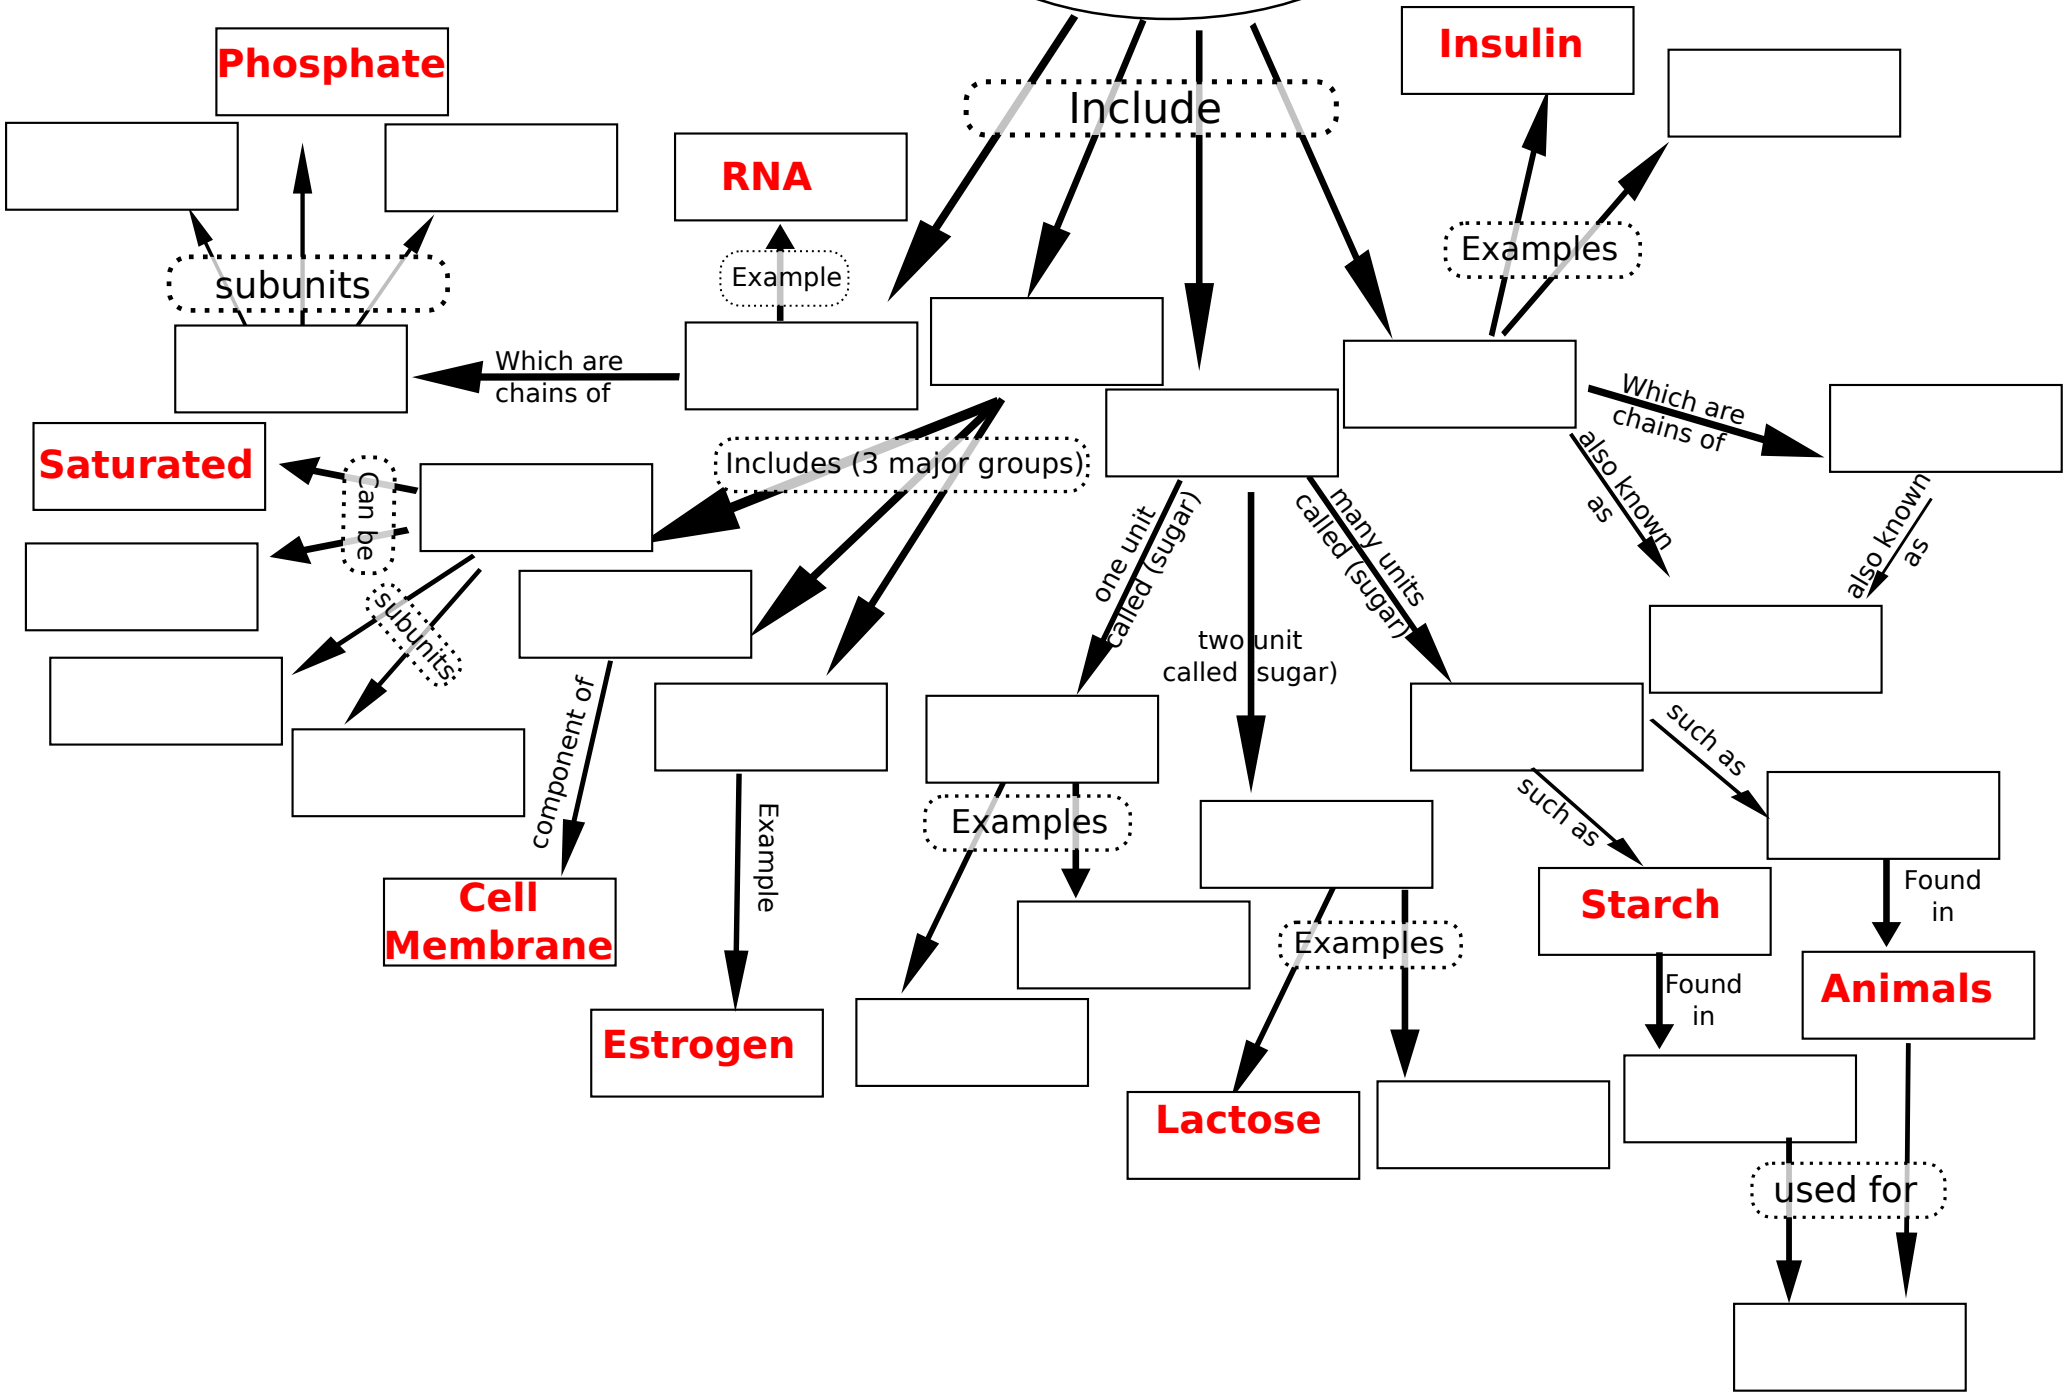 Insulin
Phosphate
Include
RNA
Examples
Example
subunits
Which are
chains of
Which are
chains of
Saturated
Can be
Includes (3 major groups)
also known
as
also known
as
one unit
called (sugar)
many units
called (sugar)
subunits
two unit
called (sugar)
component of
such as
such as
Example
Examples
Cell
Membrane
Starch
Found
in
Examples
Found
in
Animals
Estrogen
Lactose
used for